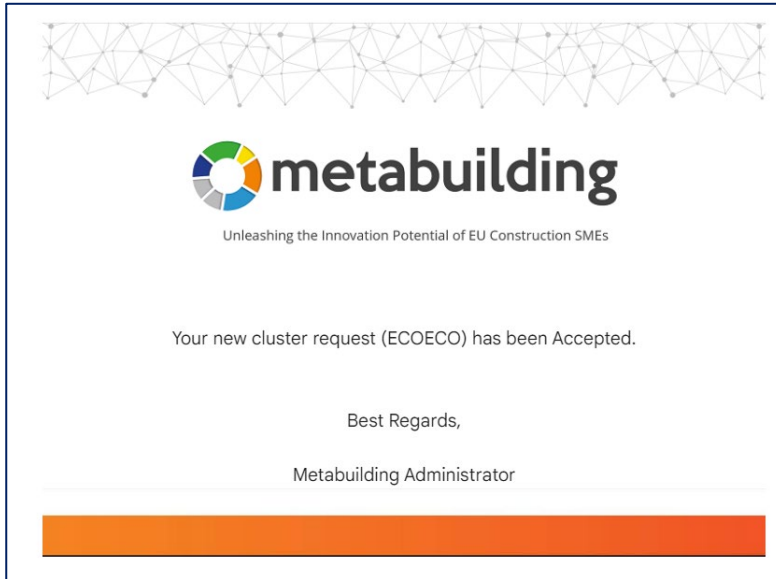 metabuilding
Unleashing the Innovation Potential of EU Construction SMEs
Your new cluster request (ECOECO) has been Accepted.
Best Regards,
Metabuilding Administrator